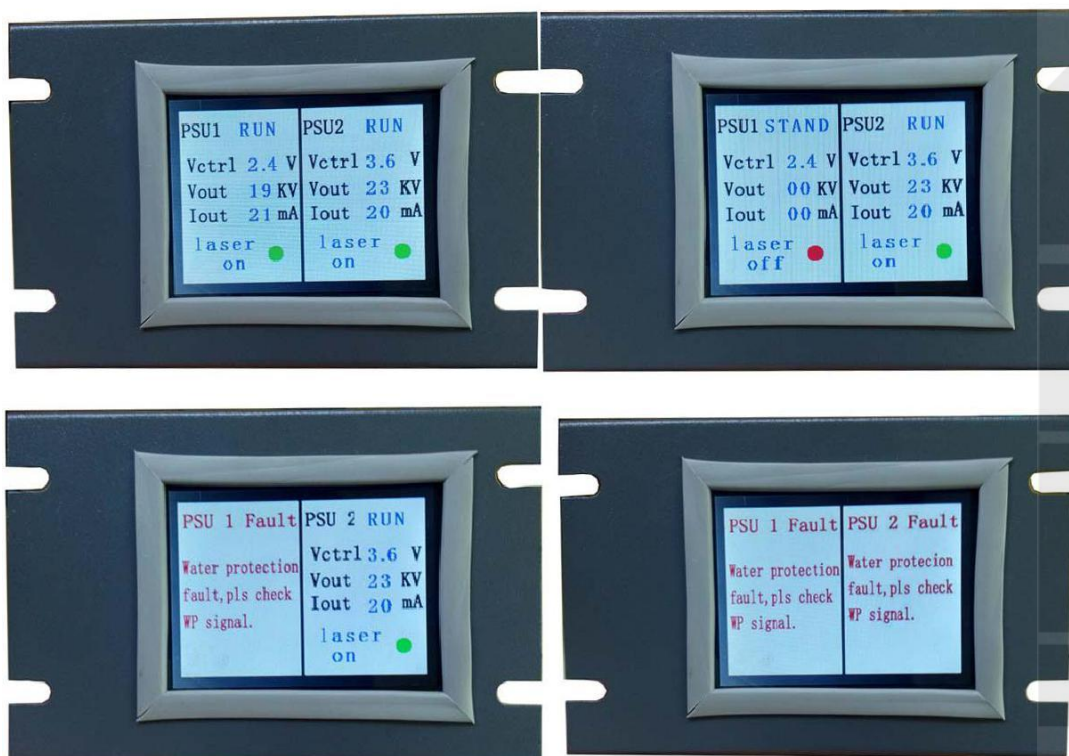 PSU1 RUN
Vctrl 2.4 V
Vout 19 KV
Iout 21 mA
laser
on
PSU2 RUN
Vctrl 3.6 V
Vout 23 KV
Iout 20 mA
laser
on
PSU1 STAND
Vctrl 2.4 V
Vout 00 KV
Iout 00 mA
laser
off
PSU2 RUN
Vctrl 3.6 V
Vout 23 KV
Iout 20 mA
laser
on
PSU 1 Fault
Water protection
fault,pls check
WP signal.
PSU 2 RUN
Vctrl 3.6 V
Vout 23 KV
Iout 20 mA
laser
on
PSU 1 Fault
Water protection
fault,pls check
WP signal.
PSU 2 Fault
Water protecion
fault,pls check
WP signal.